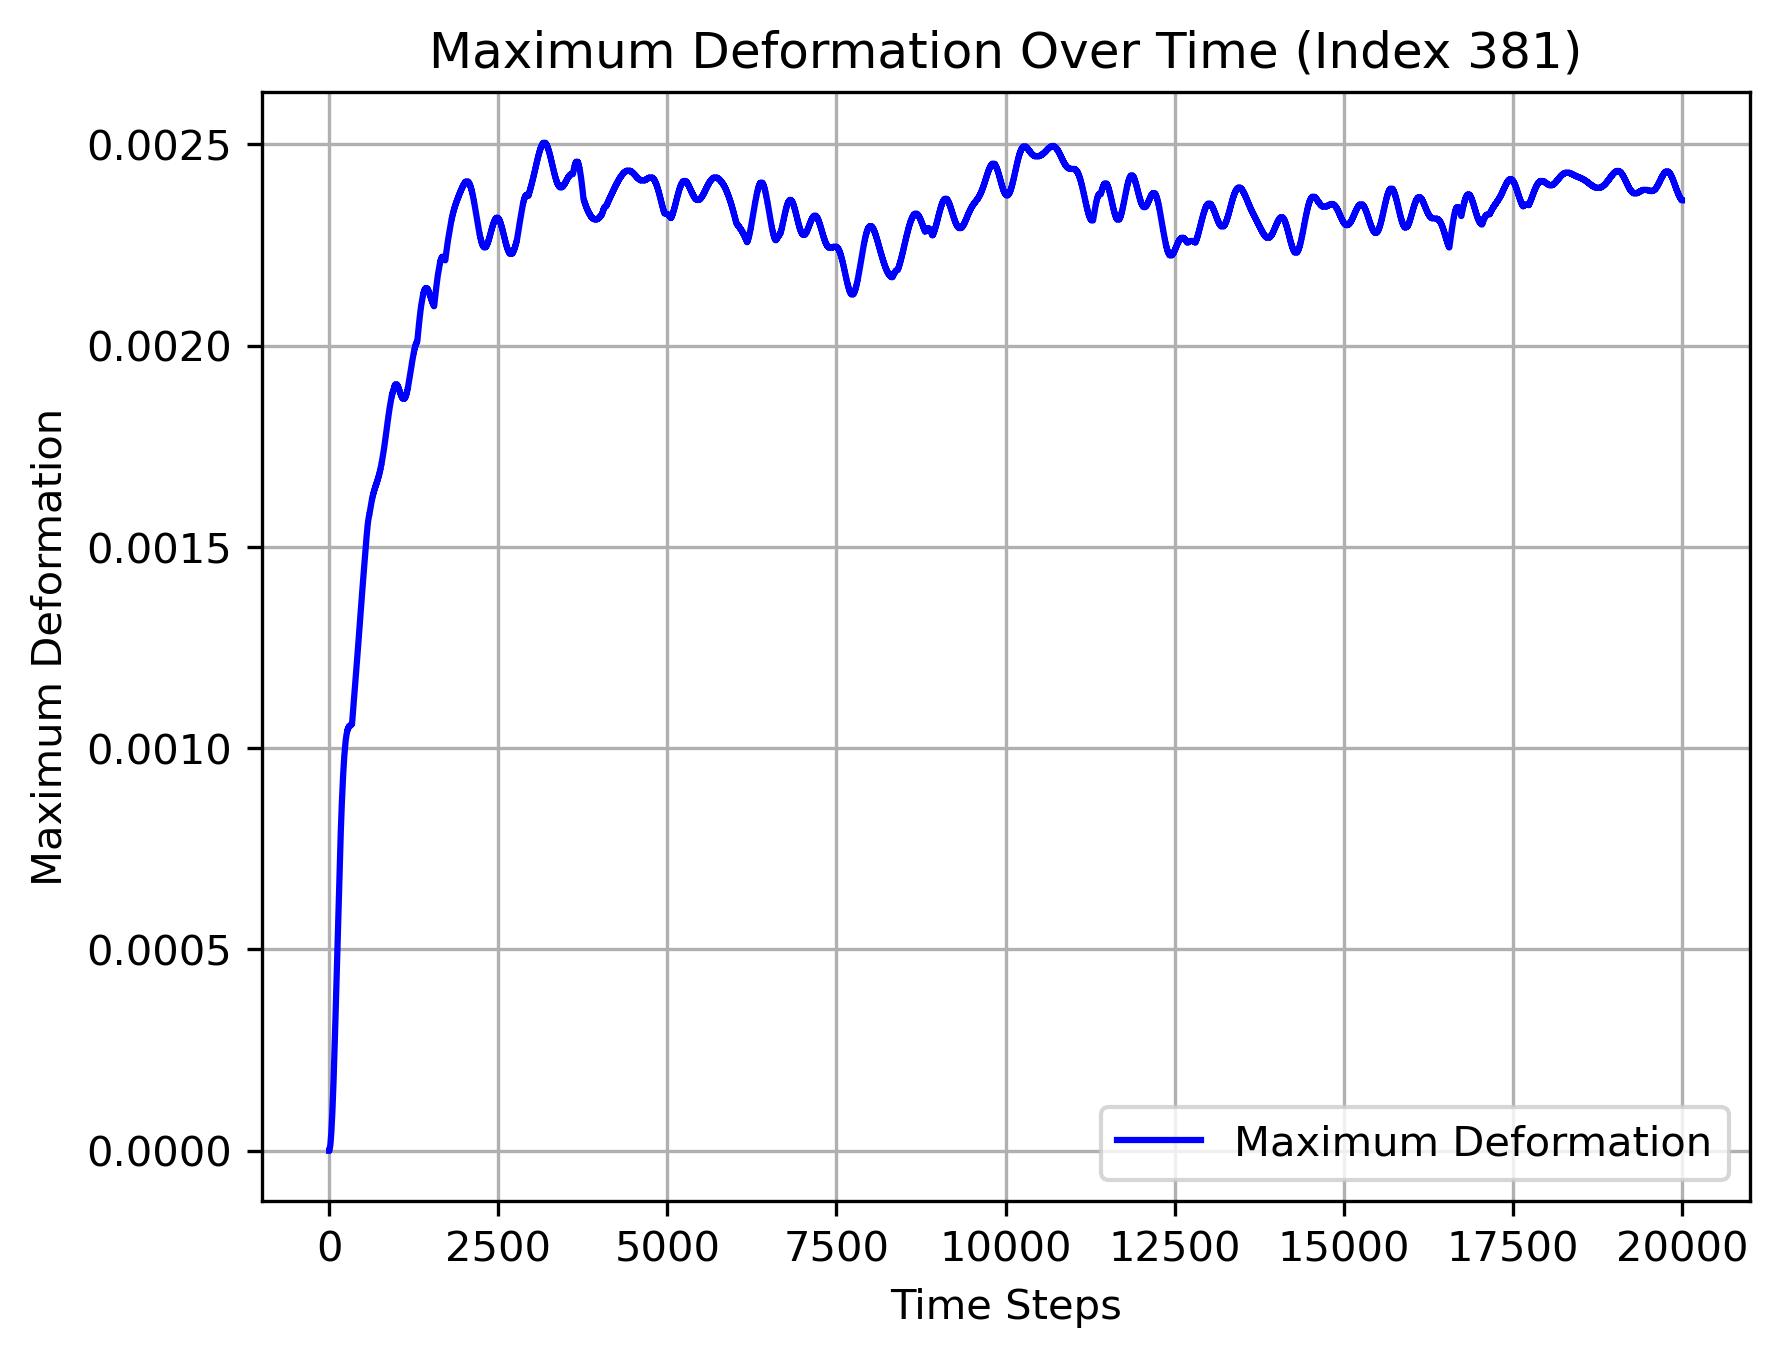 Maximum Deformation Over Time (Index 381)
Maximum Deformation
0.0025
0.0020
0.0015
0.0010
0.0005
0.0000
0 2500 5000 7500 10000 12500 15000 17500 20000
Time Steps
Maximum Deformation